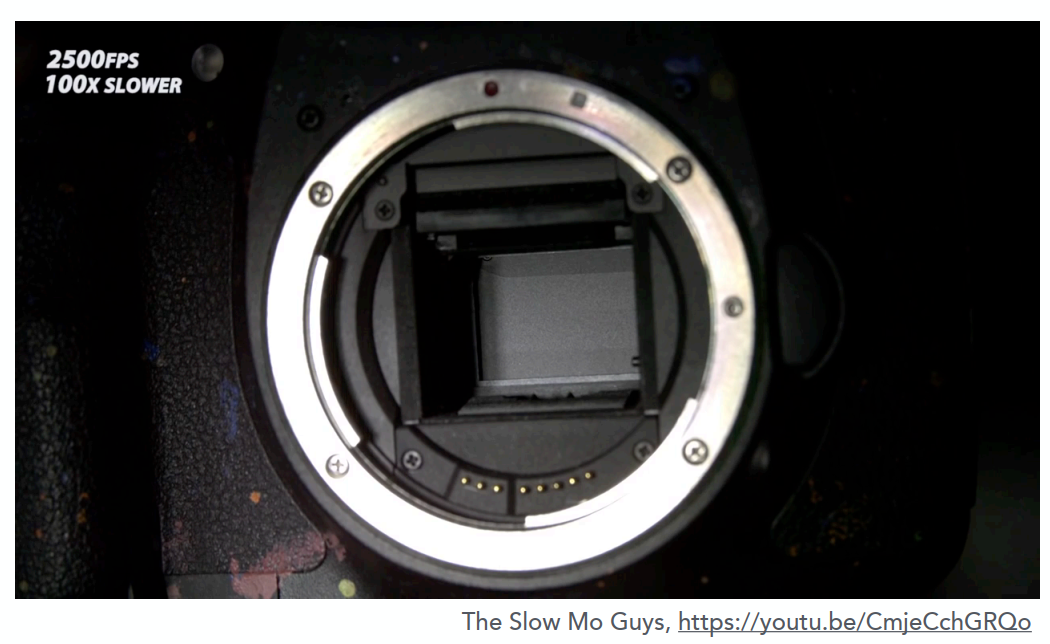 2500FPS
100X SLOWER
The Slow Mo Guys, https://youtu.be/CmjeCchGRQo